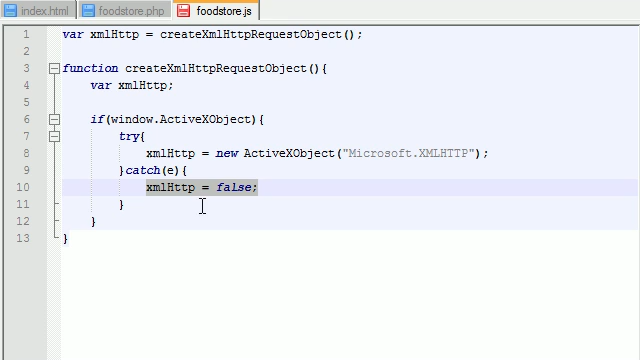 index.html foodstore.php foodstore.js
1 var xmlHttp = createXmlHttpRequestObject();
2
3 function createXmlHttpRequestObject(){
4 var xmlHttp;
5
6 if(window.ActiveXObject){
7 try{
8 xmlHttp = new ActiveXObject("Microsoft.XMLHTTP");
9 }catch(e){
10 xmlHttp = false;
11 }
12 }
13 }